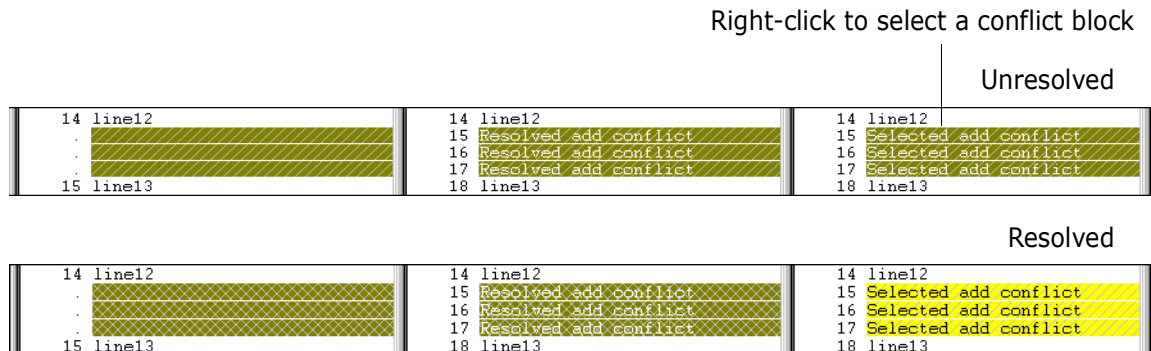 Right-click to select a conflict block
Unresolved
14 line12 14 line12 14 line12
. 15 Resolved add conflict 15 Selected add conflict
. 16 Resolved add conflict 16 Selected add conflict
. 17 Resolved add conflict 17 Selected add conflict
15 line13 18 line13 18 line13
Resolved
14 line12 14 line12 14 line12
. 15 Resolved add conflict 15 Selected add conflict
. 16 Resolved add conflict 16 Selected add conflict
. 17 Resolved add conflict 17 Selected add conflict
15 line13 18 line13 18 line13